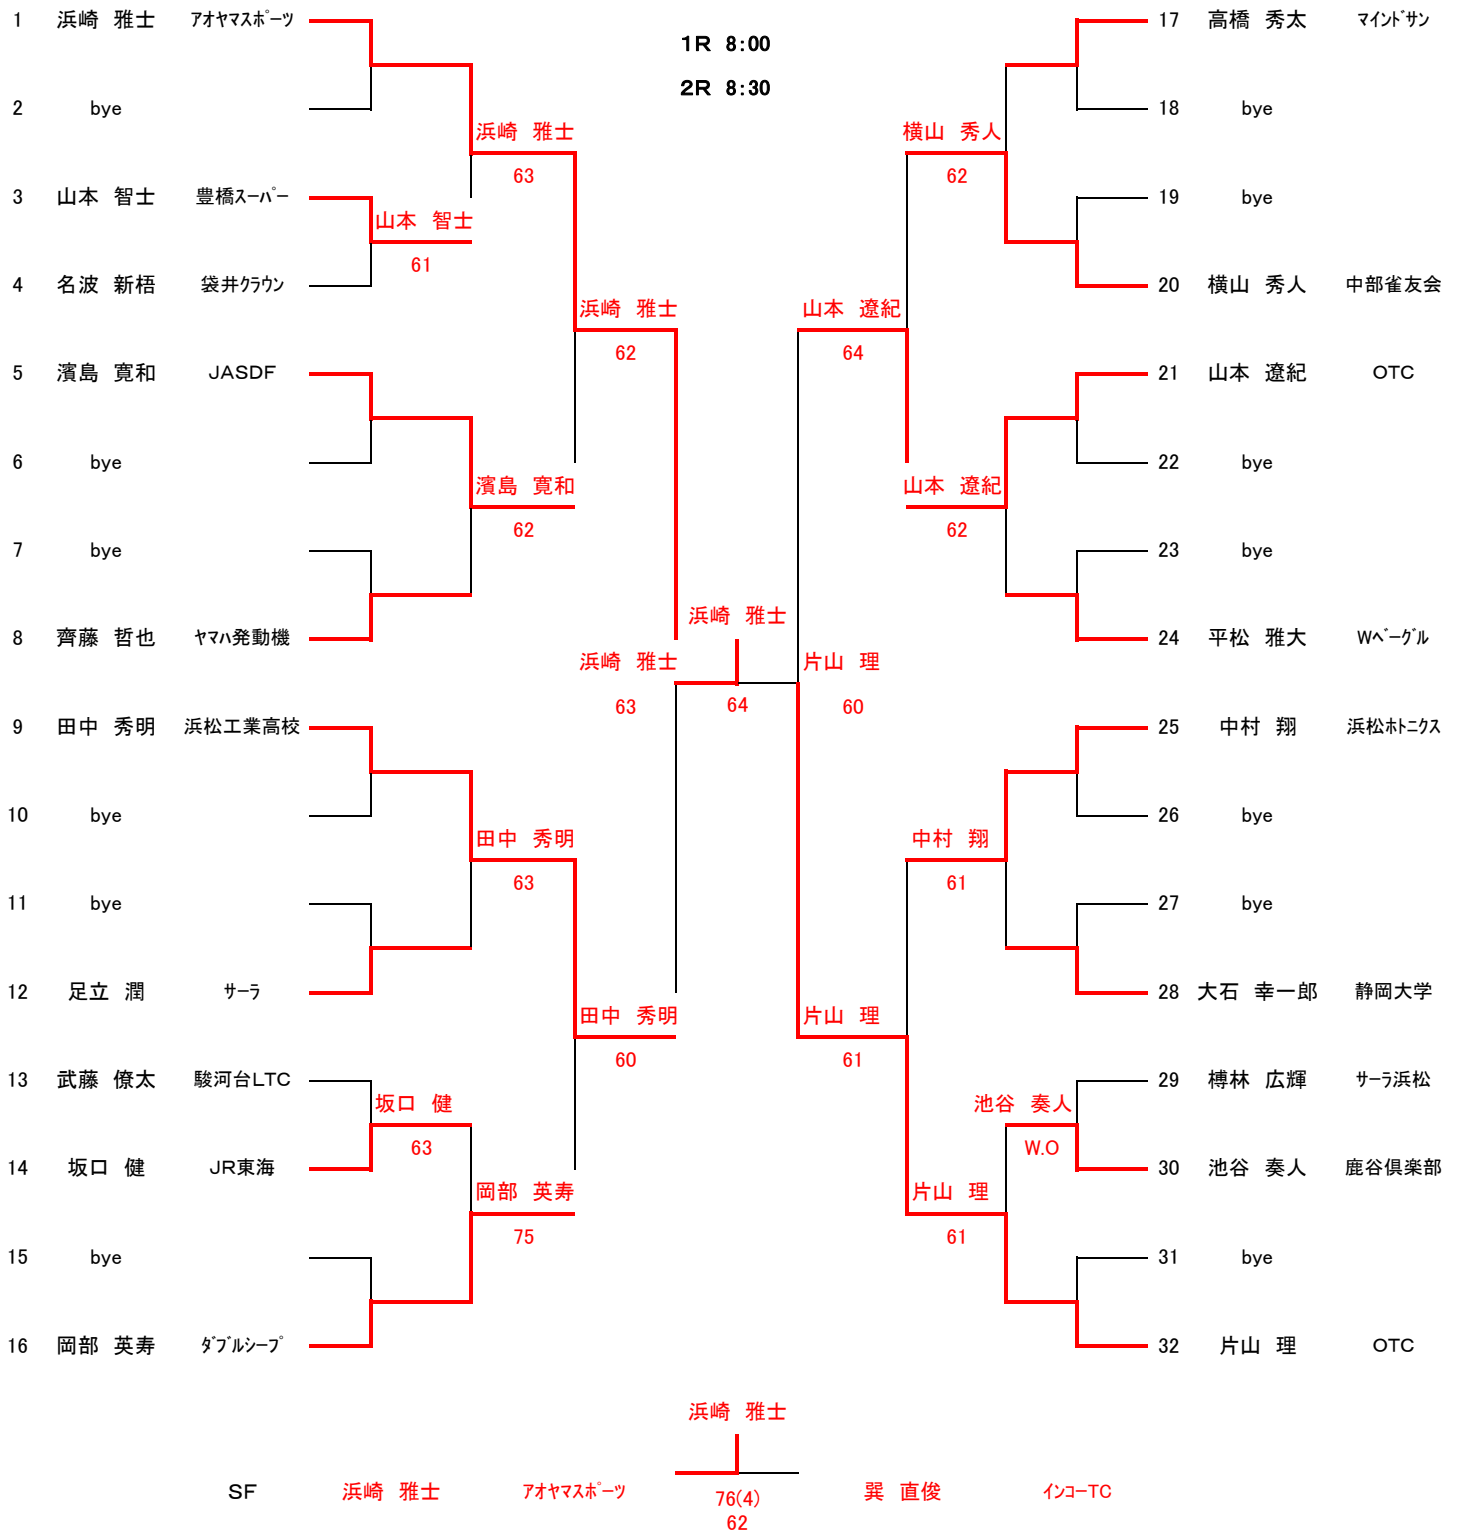 1 浜崎 雅士 アオヤマスポーツ 17 高橋 秀太 マインドサン
1R 8:00
2R 8:30
2 bye 18 bye
浜崎 雅士 横山 秀人
63 62
3 山本 智士 豊橋スーパー 19 bye
山本 智士
61
4 名波 新梧 袋井クラウン 20 横山 秀人 中部雀友会
浜崎 雅士 山本 遼紀
62 64
5 濱島 寛和 JASDF 21 山本 遼紀 OTC
6 bye 22 bye
濱島 寛和 山本 遼紀
62 62
7 bye 23 bye
浜崎 雅士
8 齊藤 哲也 ヤマハ発動機 24 平松 雅大 Wベーグル
浜崎 雅士 片山 理
63 64 60
9 田中 秀明 浜松工業高校 25 中村 翔 浜松ホトニクス
10 bye 26 bye
田中 秀明 中村 翔
63 61
11 bye 27 bye
12 足立 潤 サーラ 28 大石 幸一郎 静岡大学
田中 秀明 片山 理
60 61
13 武藤 僚太 駿河台LTC 29 榑林 広輝 サーラ浜松
坂口 健 池谷 奏人
63 W.O
14 坂口 健 JR東海 30 池谷 奏人 鹿谷倶楽部
岡部 英寿 片山 理
75 61
15 bye 31 bye
16 岡部 英寿 ダブルシープ 32 片山 理 OTC
浜崎 雅士
SF 浜崎 雅士 アオヤマスポーツ 76(4) 巽 直俊 インコーTC
62